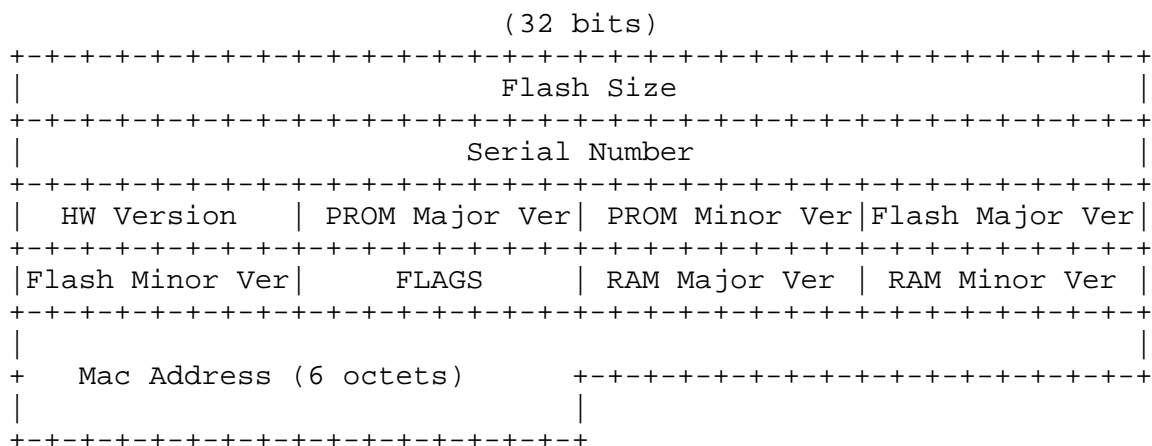 (32 bits)
+-+-+-+-+-+-+-+-+-+-+-+-+-+-+-+-+-+-+-+-+-+-+-+-+-+-+-+-+-+-+-+-+
|                           Flash Size                          |
+-+-+-+-+-+-+-+-+-+-+-+-+-+-+-+-+-+-+-+-+-+-+-+-+-+-+-+-+-+-+-+-+
|                         Serial Number                         |
+-+-+-+-+-+-+-+-+-+-+-+-+-+-+-+-+-+-+-+-+-+-+-+-+-+-+-+-+-+-+-+-+
|  HW Version   | PROM Major Ver| PROM Minor Ver|Flash Major Ver|
+-+-+-+-+-+-+-+-+-+-+-+-+-+-+-+-+-+-+-+-+-+-+-+-+-+-+-+-+-+-+-+-+
|Flash Minor Ver|     FLAGS     | RAM Major Ver | RAM Minor Ver |
+-+-+-+-+-+-+-+-+-+-+-+-+-+-+-+-+-+-+-+-+-+-+-+-+-+-+-+-+-+-+-+-+
|                                                               |
+   Mac Address (6 octets)      +-+-+-+-+-+-+-+-+-+-+-+-+-+-+-+-+
|                               |
+-+-+-+-+-+-+-+-+-+-+-+-+-+-+-+-+